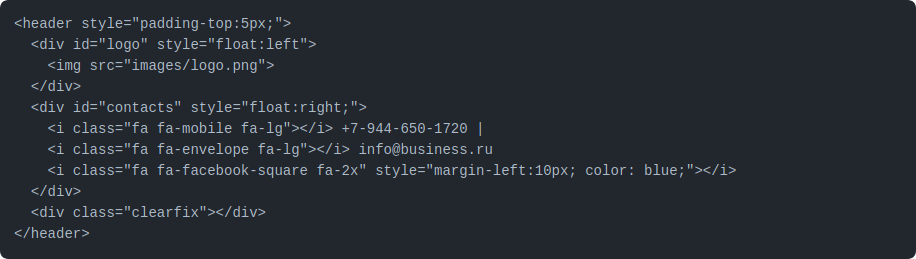 <header style="padding-top:5px;">
  <div id="logo" style="float:left">
    <img src="images/logo.png">
  </div>
  <div id="contacts" style="float:right;">
    <i class="fa fa-mobile fa-lg"></i> +7-944-650-1720 |
    <i class="fa fa-envelope fa-lg"></i> info@business.ru
    <i class="fa fa-facebook-square fa-2x" style="margin-left:10px; color: blue;"></i>
  </div>
  <div class="clearfix"></div>
</header>